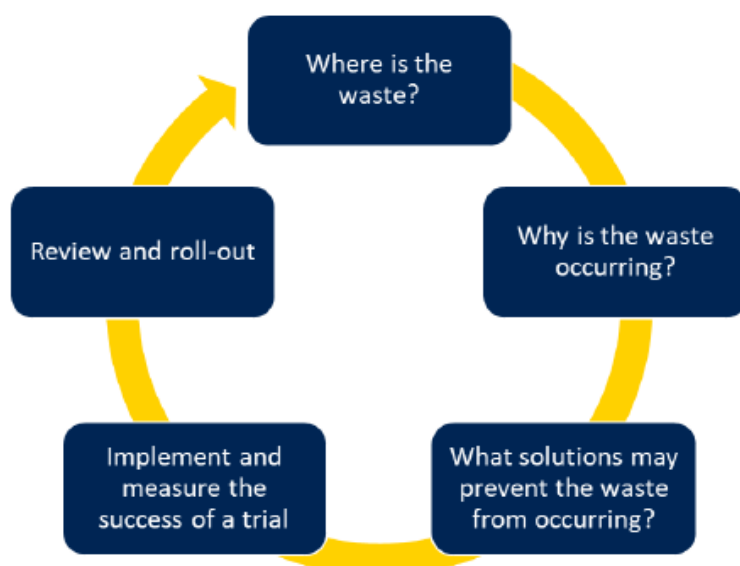 Where is the
waste?
Why is the waste
occurring?
What solutions may
prevent the waste
from occurring?
Implement and
measure the
success of a trial
Review and roll-out